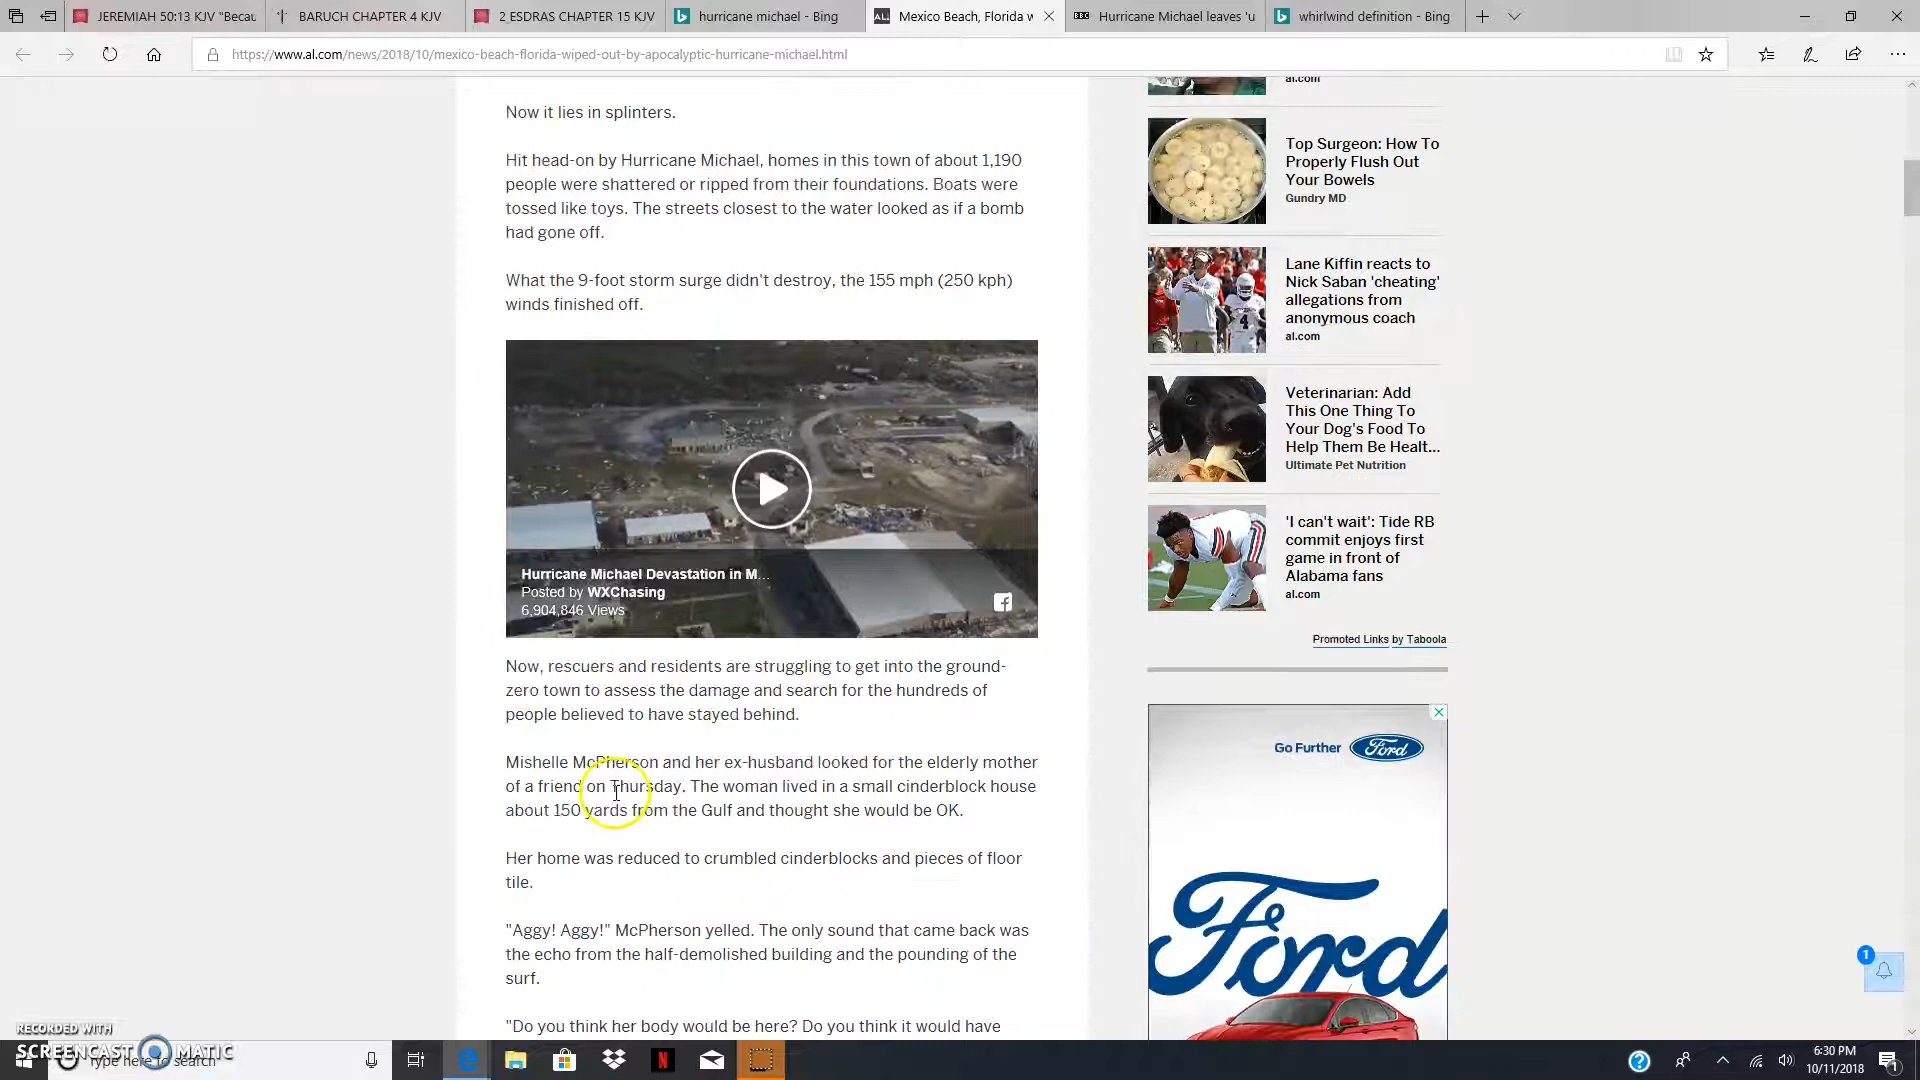 JEREMIAH 50:13 KJV "Becau
BARUCH CHAPTER 4 KJV
2_ESDRAS CHAPTER 15 KJV
hurricane michael - Bing
Mexico Beach, Florida w
BBC Hurricane Michael leaves 'u
whirlwind definition - Bing
https://www.al.com/news/2018/10/mexico-beach-florida-wiped-out-by-apocalyptic-hurricane-michael.html
Now it lies in splinters.
Hit head-on by Hurricane Michael, homes in this town of about 1,190
people were shattered or ripped from their foundations. Boats were
tossed like toys. The streets closest to the water looked as if a bomb
had gone off.
What the 9-foot storm surge didn't destroy, the 155 mph (250 kph)
winds finished off.
Hurricane Michael Devastation in M...
Posted by WXChasing
6,904,846 Views
Now, rescuers and residents are struggling to get into the ground-
zero town to assess the damage and search for the hundreds of
people believed to have stayed behind.
Mishelle McPherson and her ex-husband looked for the elderly mother
of a friend on Thursday. The woman lived in a small cinderblock house
about 150 yards from the Gulf and thought she would be OK.
Her home was reduced to crumbled cinderblocks and pieces of floor
tile.
"Aggy! Aggy!" McPherson yelled. The only sound that came back was
the echo from the half-demolished building and the pounding of the
surf.
"Do you think her body would be here? Do you think it would have
al.com
Top Surgeon: How To
Properly Flush Out
Your Bowels
Gundry MD
Lane Kiffin reacts to
Nick Saban 'cheating'
allegations from
anonymous coach
al.com
Veterinarian: Add
This One Thing To
Your Dog's Food To
Help Them Be Healt...
Ultimate Pet Nutrition
'I can't wait': Tide RB
commit enjoys first
game in front of
Alabama fans
al.com
Promoted Links by Taboola
Go Further Ford
Ford
1
RECORDED WITH
SCREENCAST MATIC
Type here to search
6:30 PM
10/11/2018
1